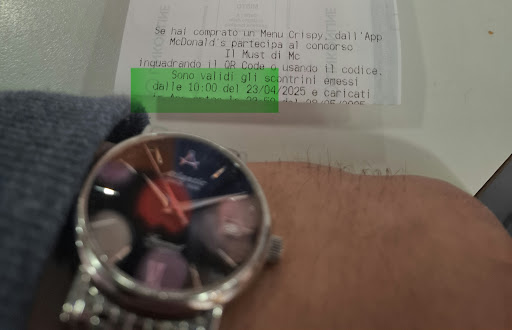 Se hai comprato un Menu Crispy, dall'App
McDonald's partecipa al concorso
Il Must di Mc
inquadrando il QR Code o usando il codice.
Sono validi gli scontrini emessi
dalle 10:00 del 23/04/2025 e caricati